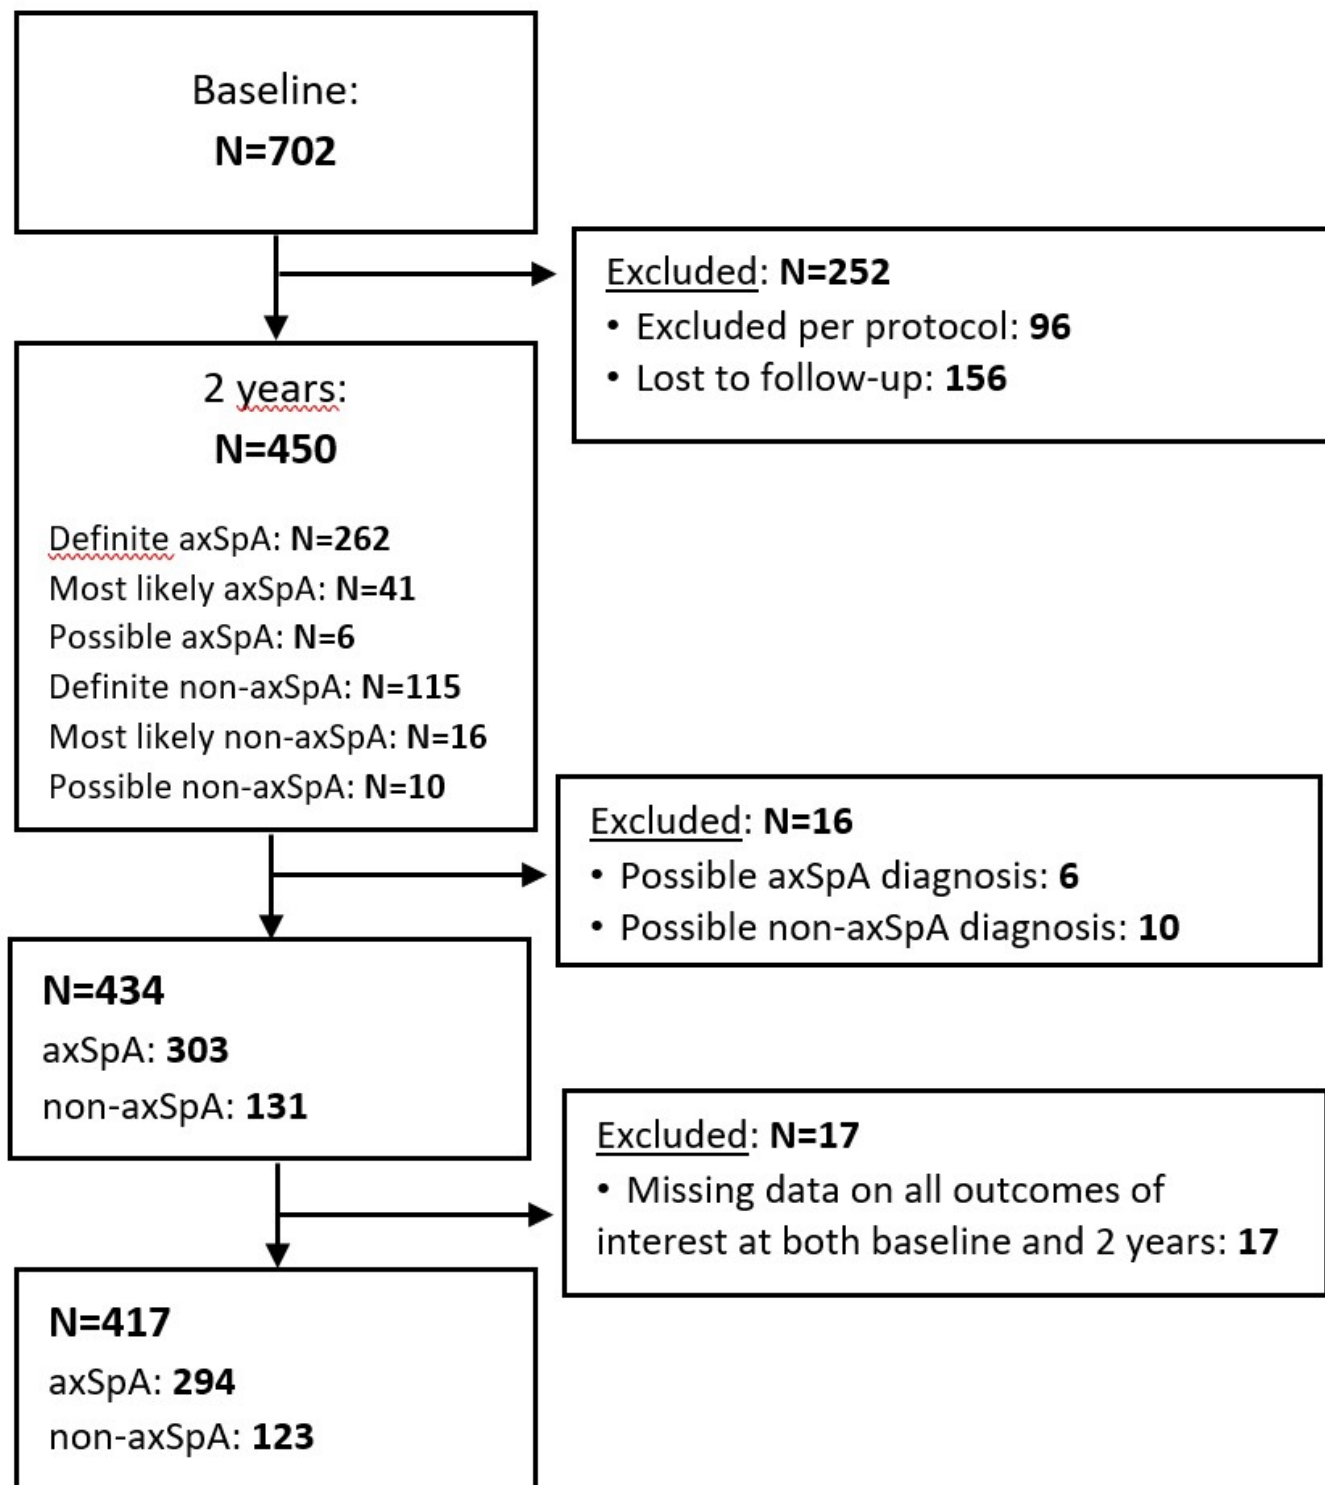 Baseline:
N=702
Excluded: N=252
• Excluded per protocol: 96
• Lost to follow-up: 156
2 years:
N=450
Definite axSpA: N=262
Most likely axSpA: N=41
Possible axSpA: N=6
Definite non-axSpA: N=115
Most likely non-axSpA: N=16
Possible non-axSpA: N=10
Excluded: N=16
• Possible axSpA diagnosis: 6
• Possible non-axSpA diagnosis: 10
N=434
axSpA: 303
non-axSpA: 131
Excluded: N=17
• Missing data on all outcomes of
interest at both baseline and 2 years: 17
N=417
axSpA: 294
non-axSpA: 123